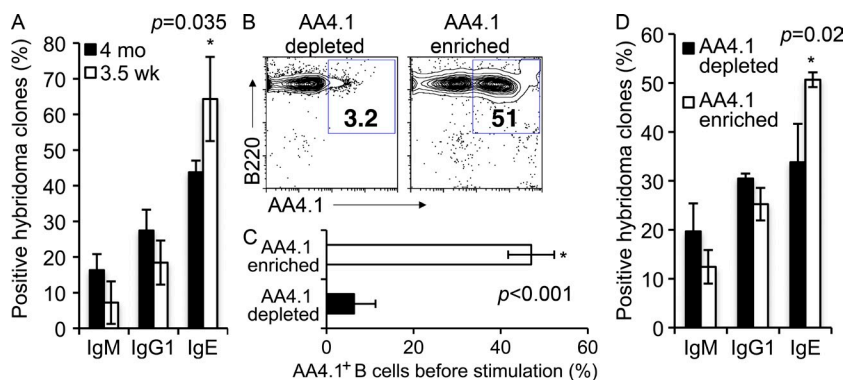 A
Positive hybridoma clones (%)
80
70
60
50
40
30
20
10
0
p=0.035
*
4 mo
3.5 wk
IgM IgG1 IgE
B
AA4.1
depleted
AA4.1
enriched
3.2
51
B220
AA4.1
C
AA4.1
enriched
*
AA4.1
depleted
p<0.001
0 20 40 60
AA4.1+ B cells before stimulation (%)
D
Positive hybridoma clones (%)
60
50
40
30
20
10
0
p=0.02
*
AA4.1
depleted
AA4.1
enriched
IgM IgG1 IgE